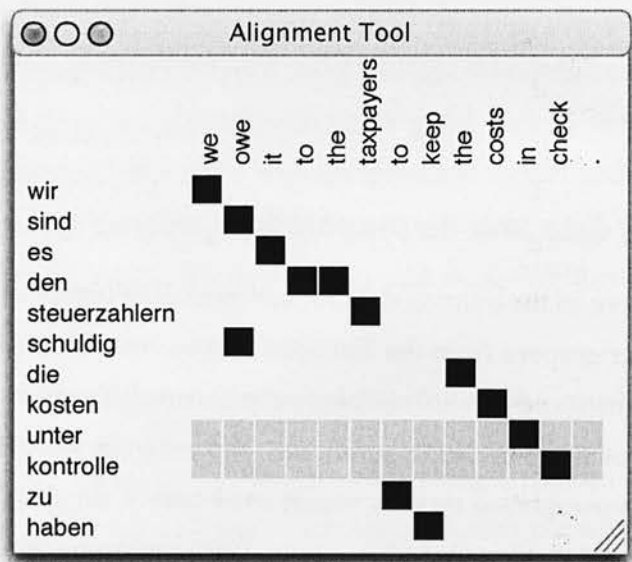 Alignment Tool
we owe it to the taxpayers to keep the costs in check .
wir
sind
es
den
steuerzahlern
schuldig
die
kosten
unter
kontrolle
zu
haben